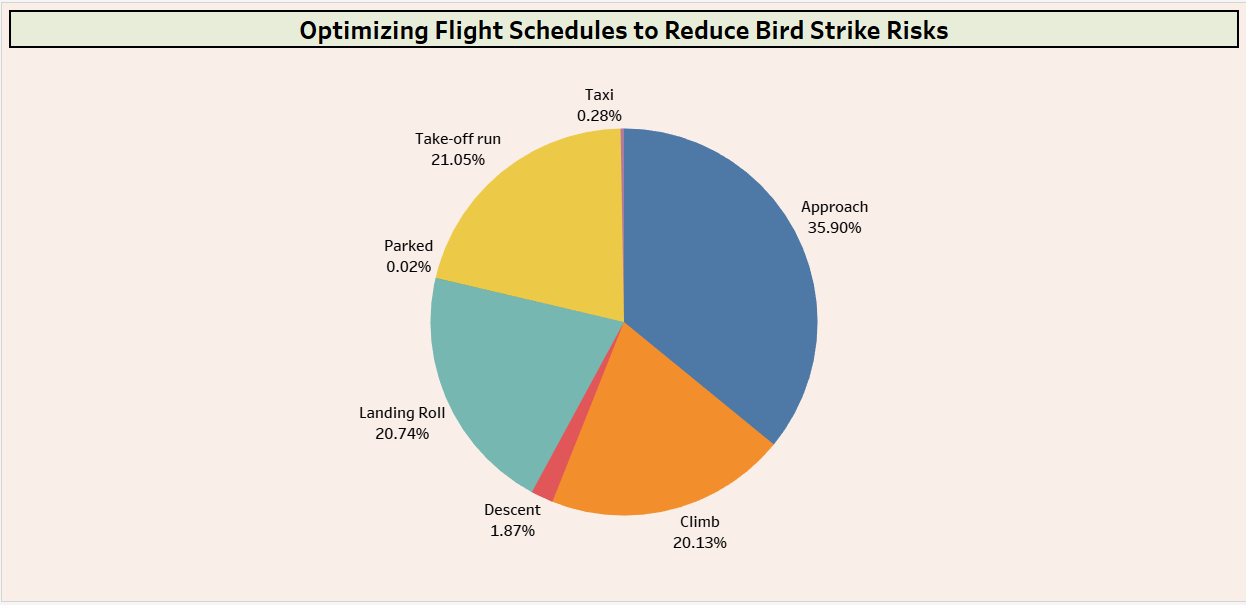 Optimizing Flight Schedules to Reduce Bird Strike Risks
Taxi
0.28%
Take-off run
21.05%
Approach
35.90%
Parked
0.02%
Landing Roll
20.74%
Descent
1.87%
Climb
20.13%